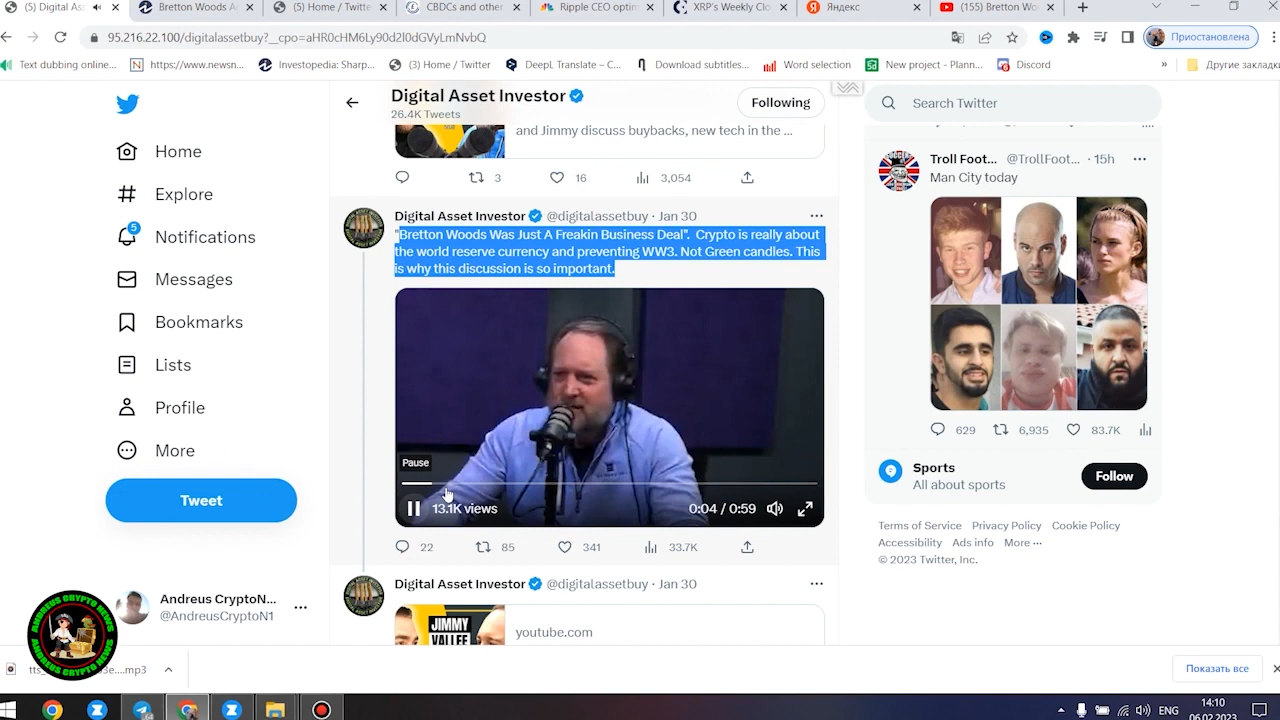 (5) Digital As
Bretton Woods A
(5) Home / Twitte
CBDCs and other
Ripple CEO optim
XRP's Weekly Clo
Яндекс
(155) Bretton Wo
95.216.22.100/digitalassetbuy?__cpo=aHR0cHM6Ly90d2l0dGVyLmNvbQ
Приостановлена
Text dubbing online...
https://www.newsn...
Investopedia: Sharp...
(3) Home / Twitter
DeepL Translate – C...
Download subtitles...
Word selection
New project - Plann...
Discord
»
Другие закладки
Home
Explore
5
Notifications
Messages
Bookmarks
Lists
Profile
More
Tweet
Andreus CryptoN...
@AndreusCryptoN1
ANDREUS CRYPTO NEWS
ANDREUS CRYPTO NEWS
Digital Asset Investor
26.4K Tweets
Following
and Jimmy discuss buybacks, new tech in the ...
3
16
3,054
Digital Asset Investor @digitalassetbuy · Jan 30
"Bretton Woods Was Just A Freakin Business Deal". Crypto is really about
the world reserve currency and preventing WW3. Not Green candles. This
is why this discussion is so important.
Pause
13.1K views
0:04 / 0:59
22
85
341
33.7K
Digital Asset Investor @digitalassetbuy · Jan 30
JIMMY
VALLEE
youtube.com
Search Twitter
Troll Foot... @TrollFoot... · 15h
Man City today
629
6,935
83.7K
Sports
All about sports
Follow
Terms of Service Privacy Policy Cookie Policy
Accessibility Ads info More ···
© 2023 Twitter, Inc.
Показать все
ENG
14:10
06.02.2023